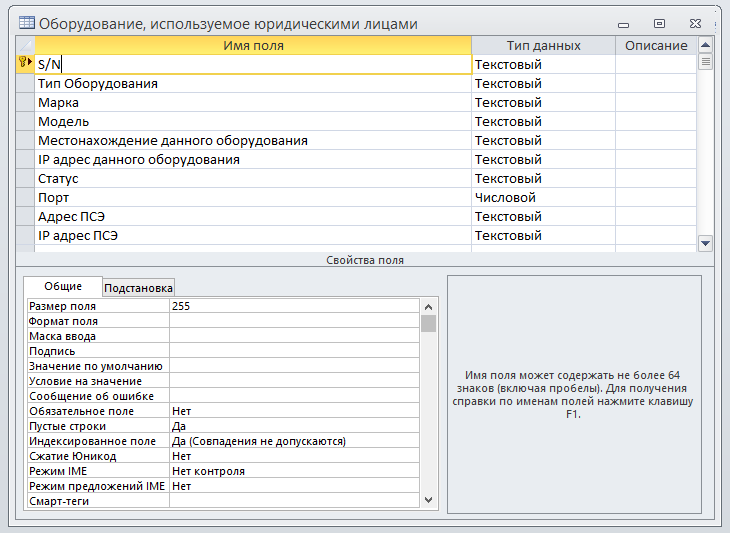 Оборудование, используемое юридическими лицами
Имя поля Тип данных Описание
S/N Текстовый
Тип Оборудования Текстовый
Марка Текстовый
Модель Текстовый
Местонахождение данного оборудования Текстовый
IP адрес данного оборудования Текстовый
Статус Текстовый
Порт Числовой
Адрес ПСЭ Текстовый
IP адрес ПСЭ Текстовый
Свойства поля
Общие Подстановка
Размер поля 255
Формат поля
Маска ввода
Подпись
Значение по умолчанию
Условие на значение
Сообщение об ошибке
Обязательное поле Нет
Пустые строки Да
Индексированное поле Да (Совпадения не допускаются)
Сжатие Юникод Нет
Режим IME Нет контроля
Режим предложений IME Нет
Смарт-теги
Имя поля может содержать не более 64
знаков (включая пробелы). Для получения
справки по именам полей нажмите клавишу
F1.